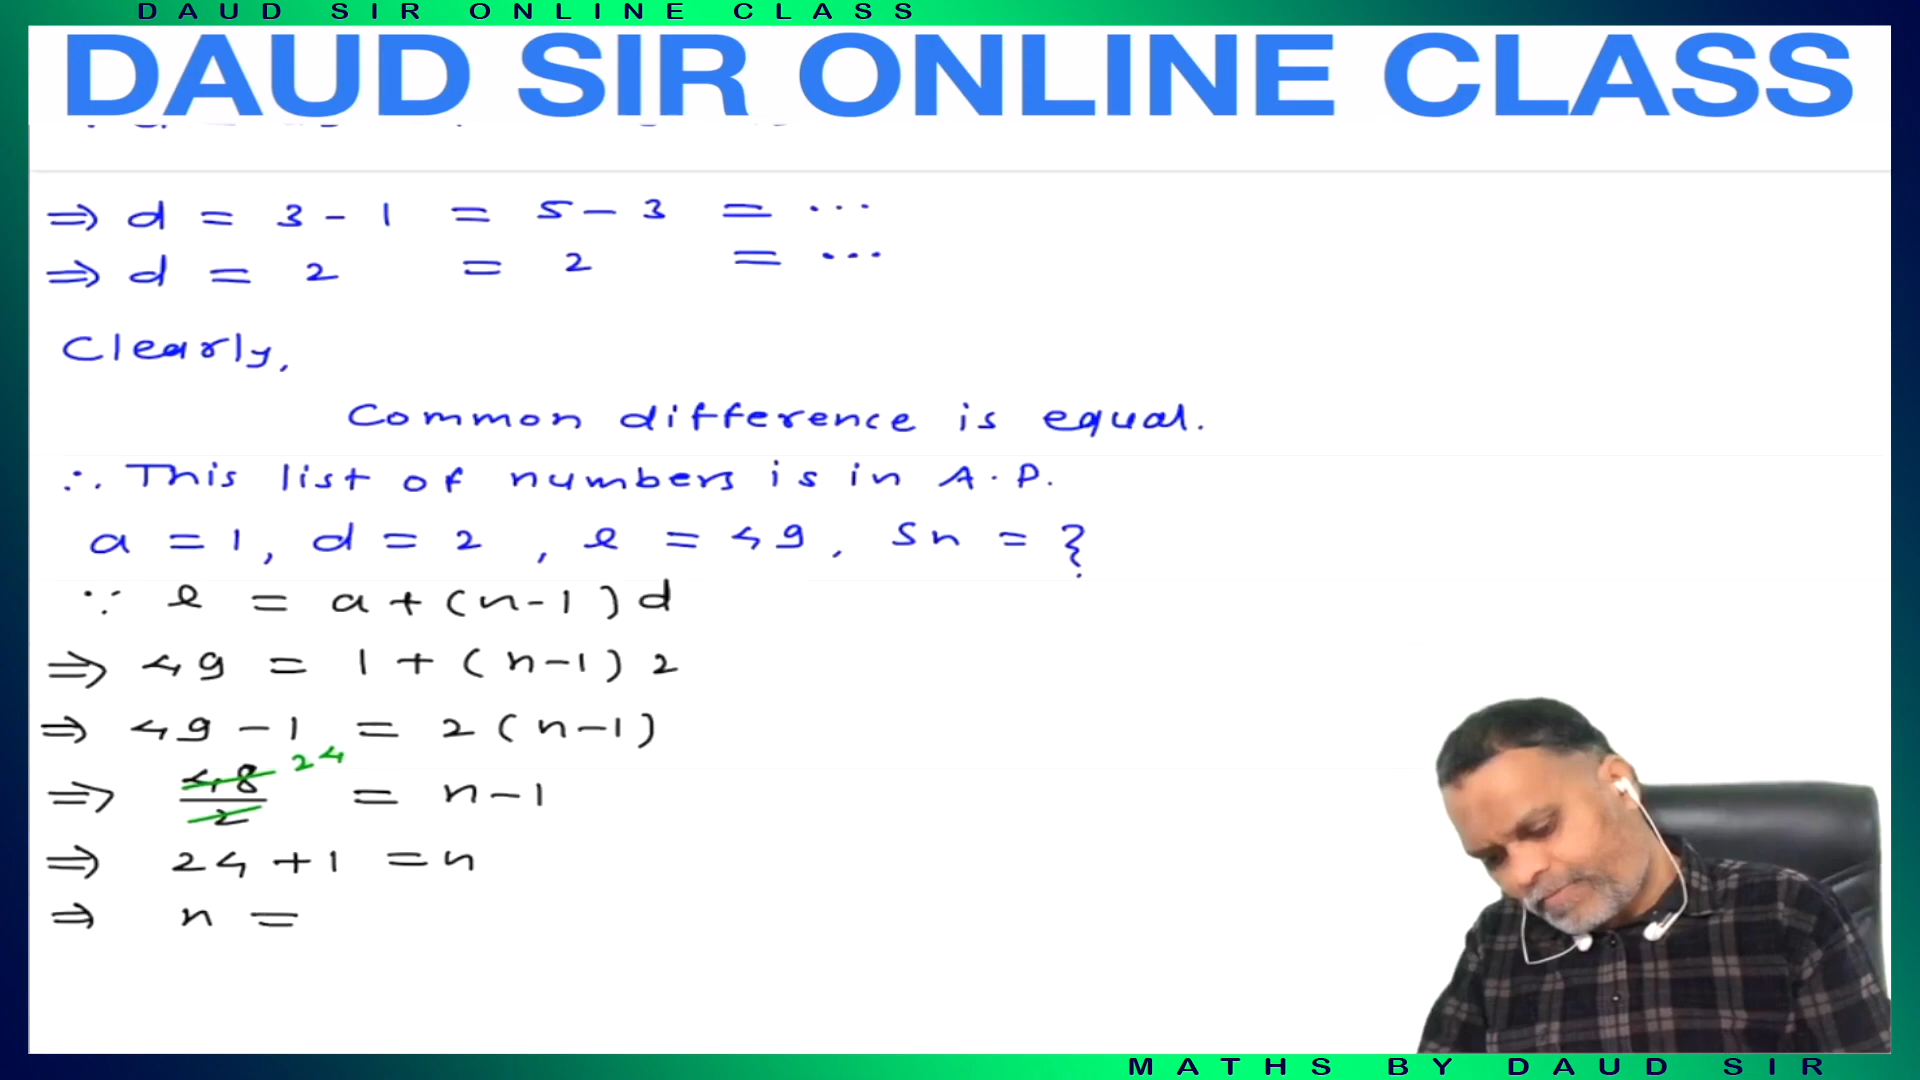 DAUD SIR ONLINE CLASS
DAUD SIR ONLINE CLASS
⇒ d = 3 - 1 = 5 - 3 = ...
⇒ d = 2 = 2 = ...
Clearly,
Common difference is equal.
∴ This list of numbers is in A.P.
a = 1, d = 2, l = 49, Sn = ?
∵ l = a + (n-1) d
⇒ 49 = 1 + (n-1) 2
⇒ 49 - 1 = 2 (n-1)
⇒ 48/2 24 = n-1
⇒ 24 + 1 = n
⇒ n =
MATHS BY DAUD SIR